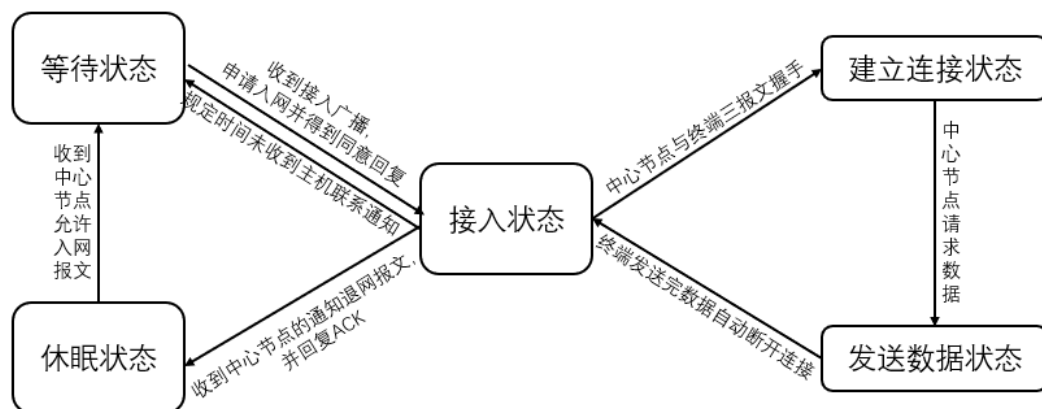 等待状态
建立连接状态
收到接入广播，
申请入网并得到同意回复
规定时间未收到主机联系通知
中心节点与终端三报文握手
中
心
节
点
请
求
数
据
收到
中心
节点
允许
入网
报文
接入状态
终端发送完数据自动断开连接
收到中心节点的通知退网报文，
并回复ACK
休眠状态
发送数据状态